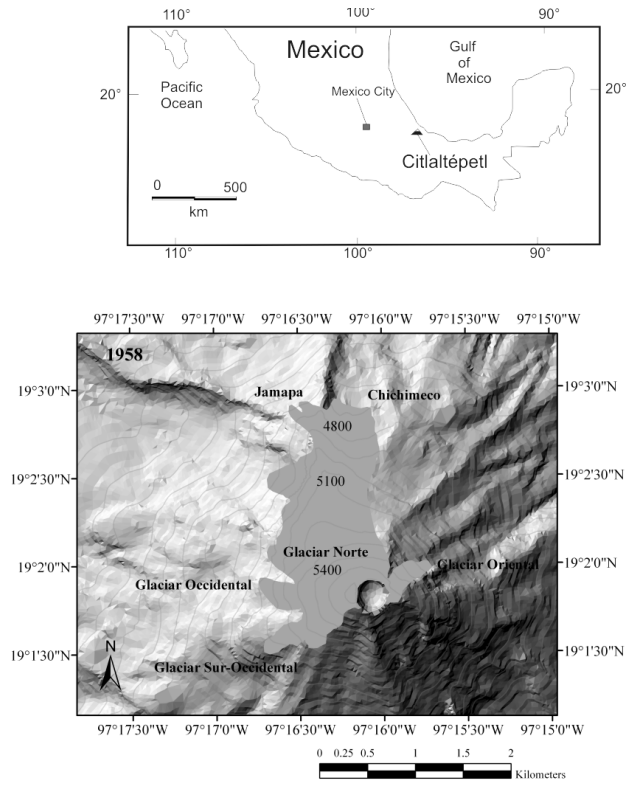 110°
100°
90°
Mexico
Gulf
of
Mexico
Pacific
Ocean
Mexico City
20°
20°
Citlaltépetl
0 500
km
110°
100°
90°
97°17'30"W 97°17'0"W 97°16'30"W 97°16'0"W 97°15'30"W 97°15'0"W
1958
19°3'0"N
19°3'0"N
Jamapa
Chichimeco
4800
19°2'30"N
5100
19°2'30"N
Glaciar Norte
19°2'0"N
5400
Glaciar Oriental
19°2'0"N
Glaciar Occidental
19°1'30"N
N
Glaciar Sur-Occidental
19°1'30"N
97°17'30"W 97°17'0"W 97°16'30"W 97°16'0"W 97°15'30"W 97°15'0"W
0 0.25 0.5 1 1.5 2
Kilometers